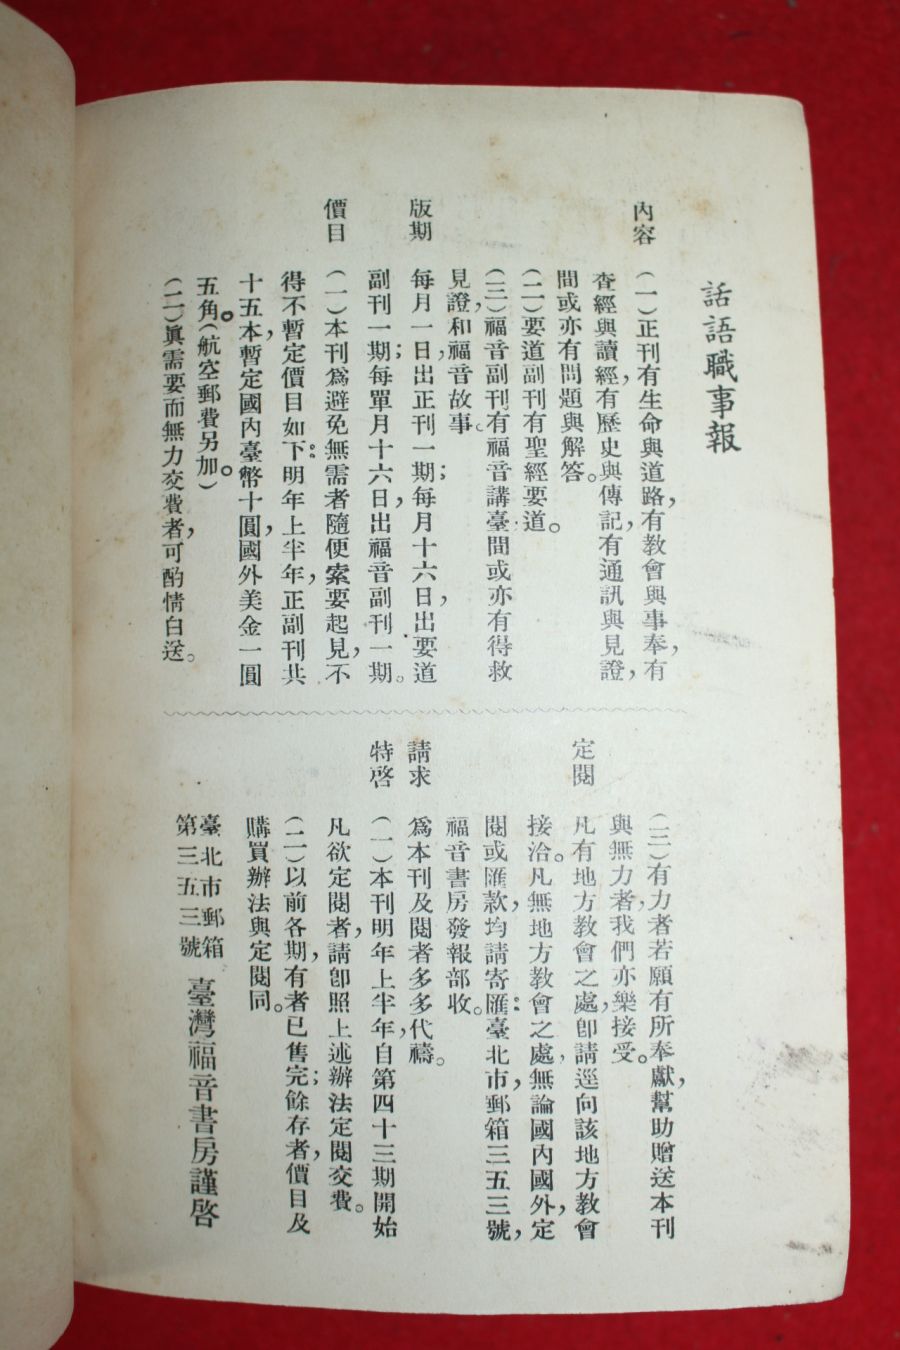 話語職事報
內容
（一）正刊有生命與道路，有教會與事奉，有
查經與讀經，有歷史與傳記，有通訊與見證，
間或亦有問題與解答。
（二）要道副刊有聖經要道。
（三）福音副刊有福音講臺間或亦有得救
見證，和福音故事。
版期
每月一日出正刊一期；每月十六日出要道
副刊一期；每單月十六日，出福音副刊一期。
價目
（一）本刊爲避免無需者隨便索要起見，不
得不暫定價目如下：明年上半年，正副刊共
十五本，暫定國內臺幣十圓，國外美金一圓
五角。（航空郵費另加。）
（二）眞需要而無力交費者，可酌情白送。
（三）有力者若願有所奉獻，幫助贈送本刊
與無力者，我們亦樂接受。
定閱
凡有地方教會之處，卽請逕向該地方教會
接洽。凡無地方教會之處，無論國內國外，定
閱或匯款，均請寄匯：臺北市，郵箱三五三號，
福音書房發報部收。
請求
爲本刊及閱者多多代禱。
特啓
（一）本刊明年上半年，自第四十三期開始
凡欲定閱者，請卽照上述辦法定閱交費。
（二）以前各期，有者已售完；餘存者，價目及
購買辦法與定閱同。
臺北市郵箱
第三五三號
臺灣福音書房謹啓